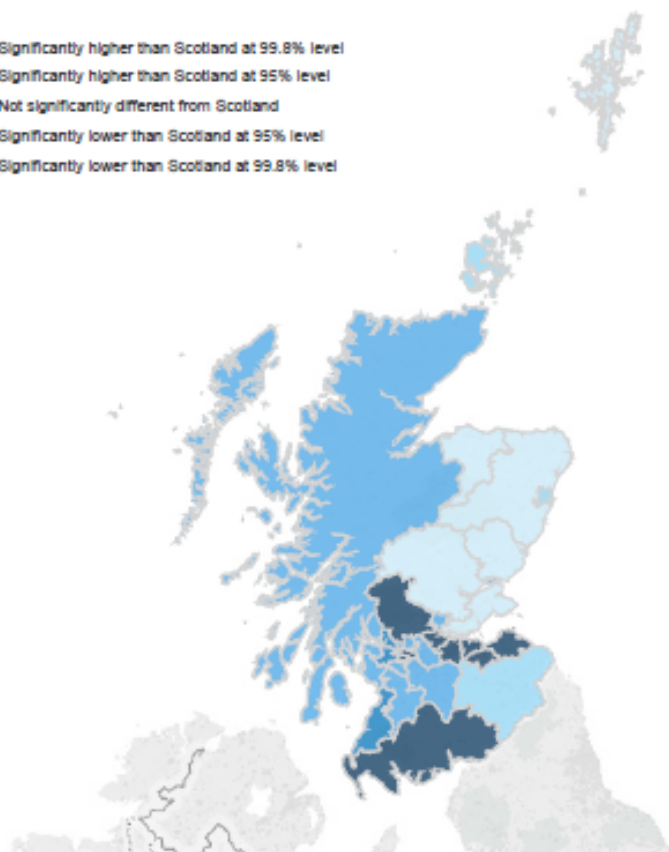 Significantly higher than Scotland at 99.8% level
Significantly higher than Scotland at 95% level
Not significantly different from Scotland
Significantly lower than Scotland at 95% level
Significantly lower than Scotland at 99.8% level